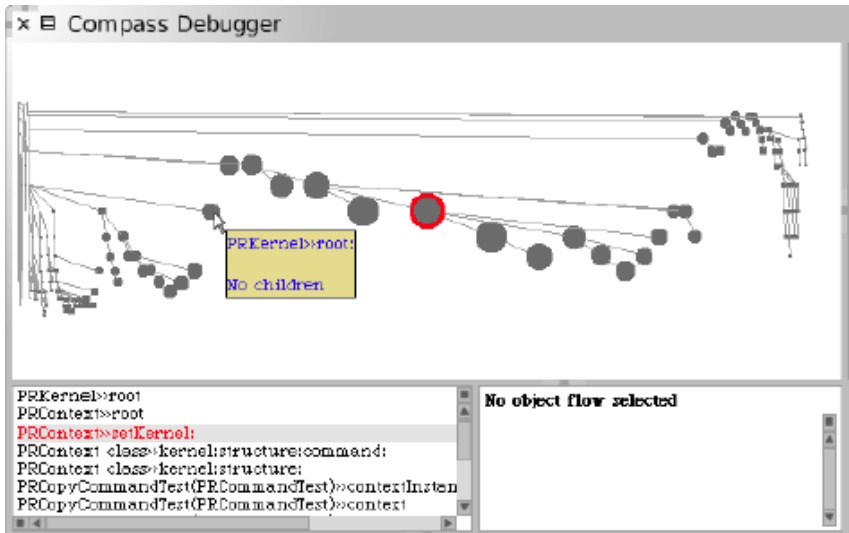 Compass Debugger
PRKernel»root:
No children
PRKernel»root
PRContext»root
PRContext»setKernel:
PRContext class»kernel:structure:command:
PRContext class»kernel:structure:
PRCopyCommandTest(PRCommandTest)»contextInstan
PRCopyCommandTest(PRCommandTest)»context
No object flow selected